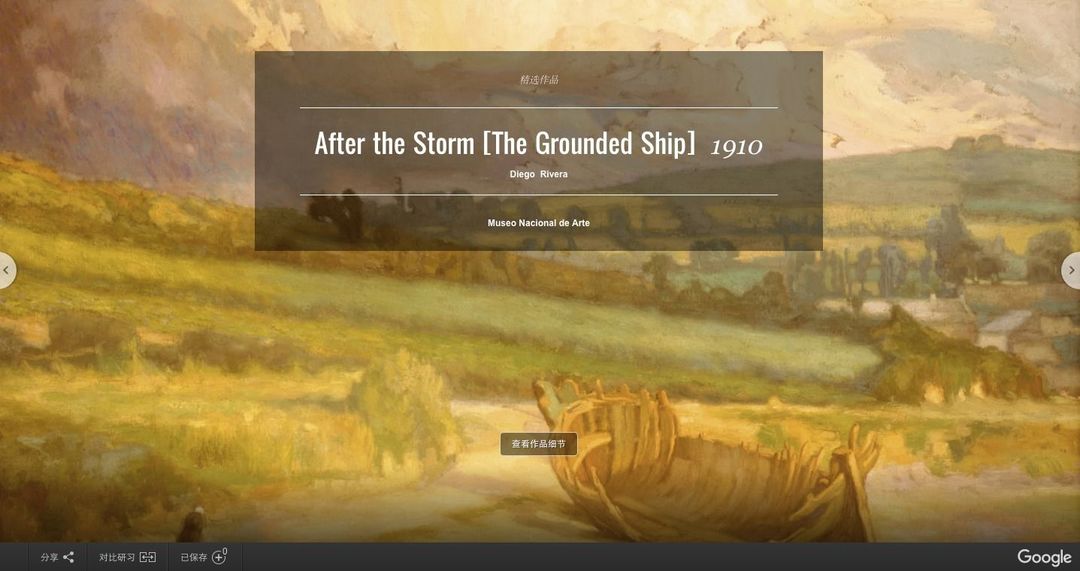 精选作品
After the Storm [The Grounded Ship] 1910
Diego Rivera
Museo Nacional de Arte
查看作品细节
分享 对比研习 已保存 0 Google